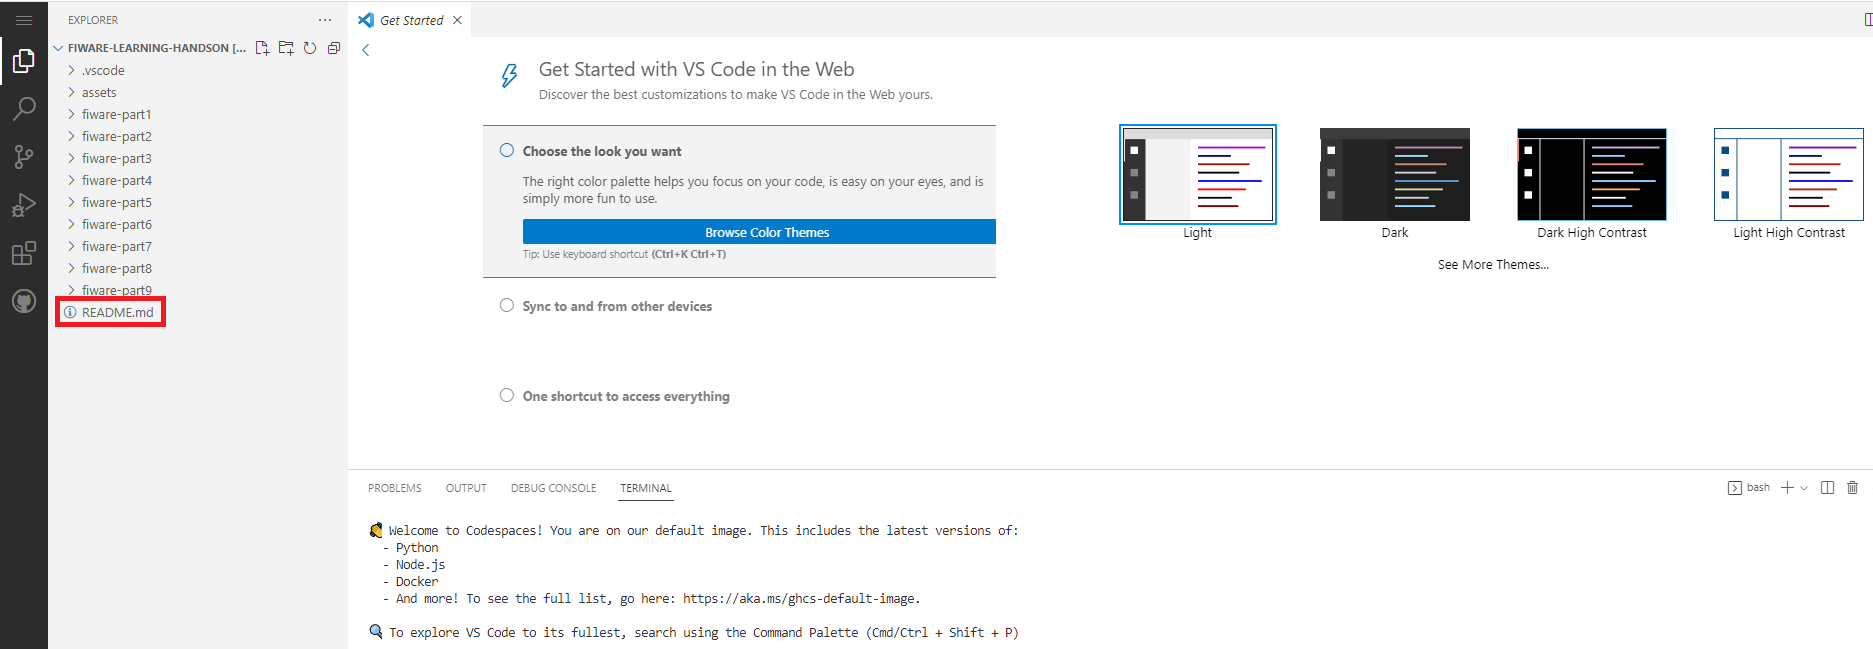 EXPLORER
FIWARE-LEARNING-HANDSON [...
.vscode
assets
fiware-part1
fiware-part2
fiware-part3
fiware-part4
fiware-part5
fiware-part6
fiware-part7
fiware-part8
fiware-part9
README.md
Get Started
Get Started with VS Code in the Web
Discover the best customizations to make VS Code in the Web yours.
Choose the look you want
The right color palette helps you focus on your code, is easy on your eyes, and is
simply more fun to use.
Browse Color Themes
Tip: Use keyboard shortcut (Ctrl+K Ctrl+T)
Sync to and from other devices
One shortcut to access everything
Light
Dark
Dark High Contrast
Light High Contrast
See More Themes...
PROBLEMS
OUTPUT
DEBUG CONSOLE
TERMINAL
bash
Welcome to Codespaces! You are on our default image. This includes the latest versions of:
- Python
- Node.js
- Docker
- And more! To see the full list, go here: https://aka.ms/ghcs-default-image.
To explore VS Code to its fullest, search using the Command Palette (Cmd/Ctrl + Shift + P)